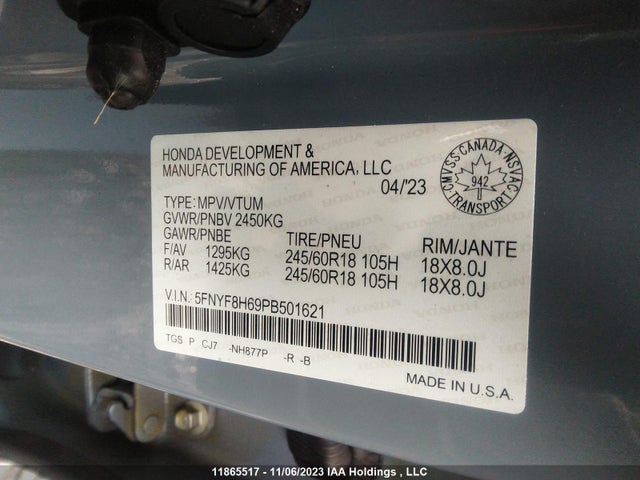 HONDA DEVELOPMENT &
MANUFACTURING OF AMERICA, LLC
04/'23
CMVSS·CANADA·NSVAC
942
TRANSPORT
TYPE: MPV/VTUM
GVWR/PNBV 2450KG
GAWR/PNBE TIRE/PNEU RIM/JANTE
F/AV 1295KG 245/60R18 105H 18X8.0J
R/AR 1425KG 245/60R18 105H 18X8.0J
V.I.N.: 5FNYF8H69PB501621
TGS P CJ7 -NH877P -R -B
MADE IN U.S.A.
11865517 - 11/06/2023 IAA Holdings , LLC